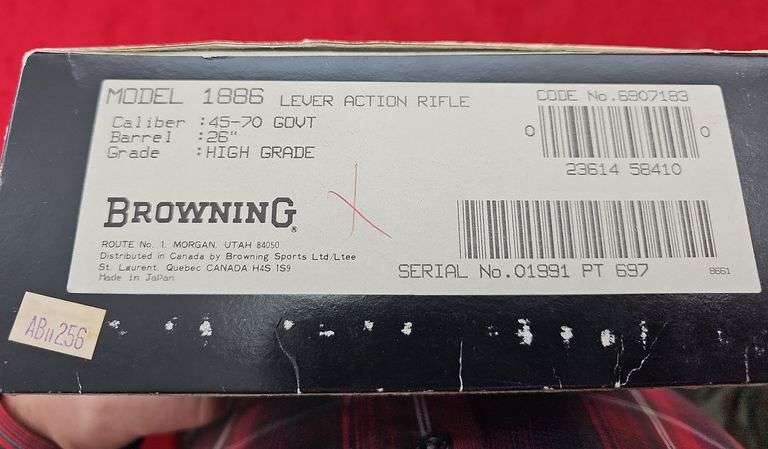 MODEL 1886 LEVER ACTION RIFLE
CODE No.6907183
Caliber :45-70 GOVT
Barrel :26"
Grade :HIGH GRADE
0 0
23614 58410
BROWNING®
ROUTE No. 1, MORGAN, UTAH 84050
Distributed in Canada by Browning Sports Ltd/Ltee
St. Laurent, Quebec CANADA H4S 1S9
Made in Japan
SERIAL No.01991 PT 697
8661
AB11256